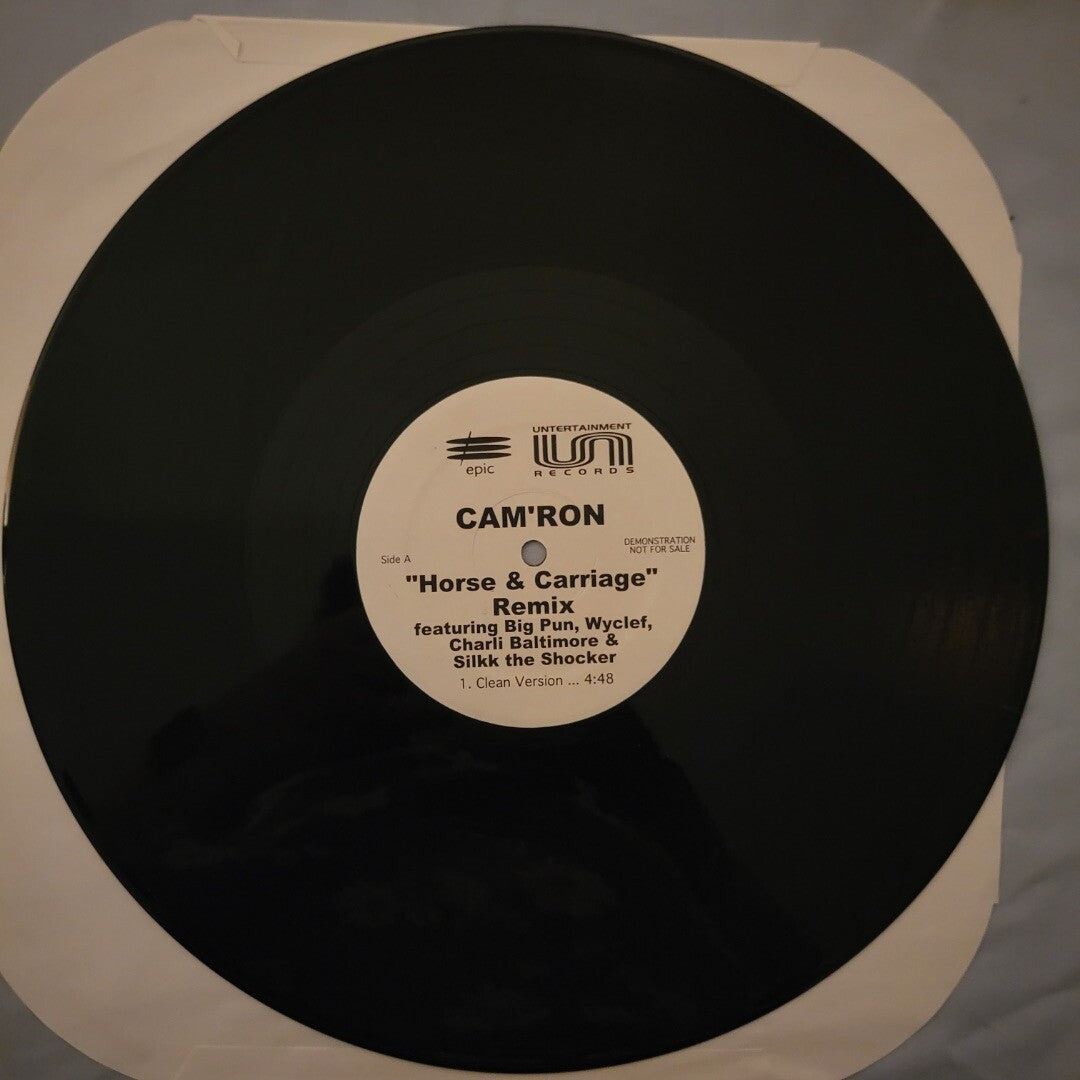 epic
UNTERTAINMENT
UN
RECORDS
CAM'RON
DEMONSTRATION
NOT FOR SALE
Side A
"Horse & Carriage"
Remix
featuring Big Pun, Wyclef,
Charli Baltimore &
Silkk the Shocker
1. Clean Version ... 4:48